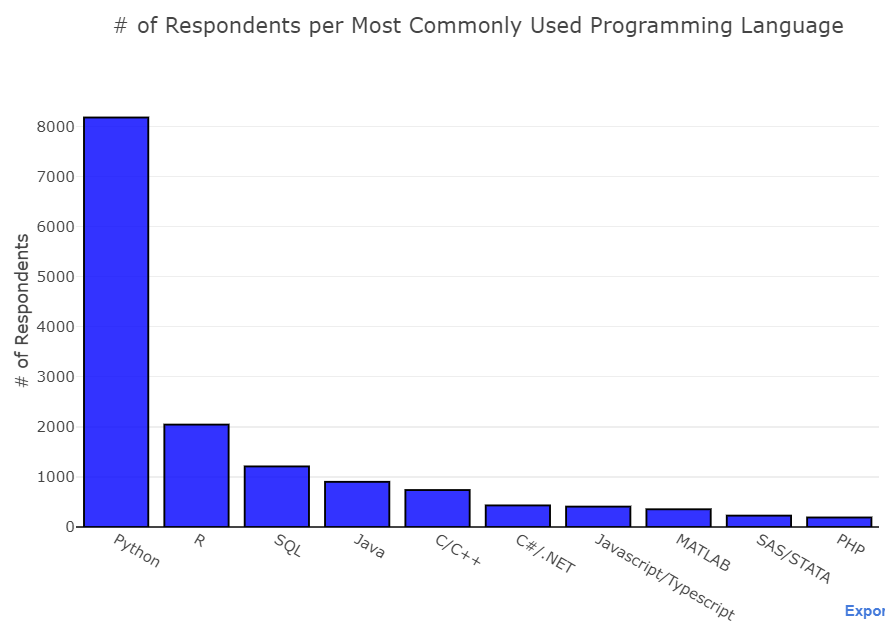 # of Respondents per Most Commonly Used Programming Language
# of Respondents
8000
7000
6000
5000
4000
3000
2000
1000
0
Python
R
SQL
Java
C/C++
C#/.NET
Javascript/Typescript
MATLAB
SAS/STATA
PHP
Expor